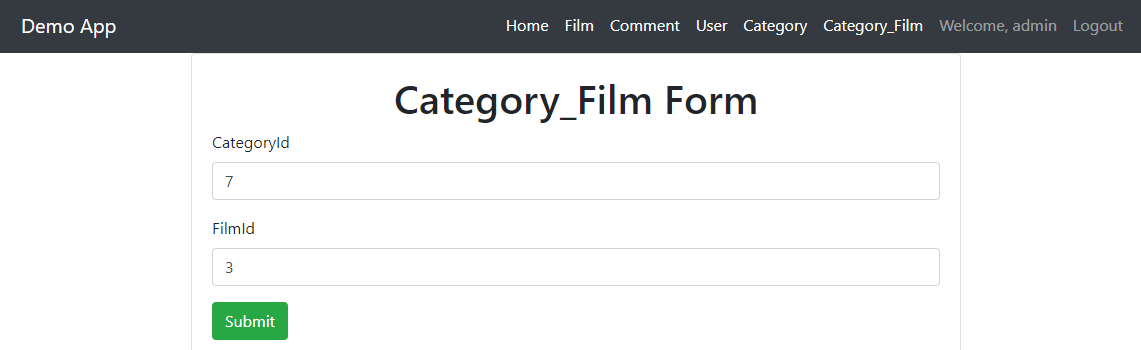 Demo App Home Film Comment User Category Category_Film Welcome, admin Logout
Category_Film Form
CategoryId
7
FilmId
3
Submit